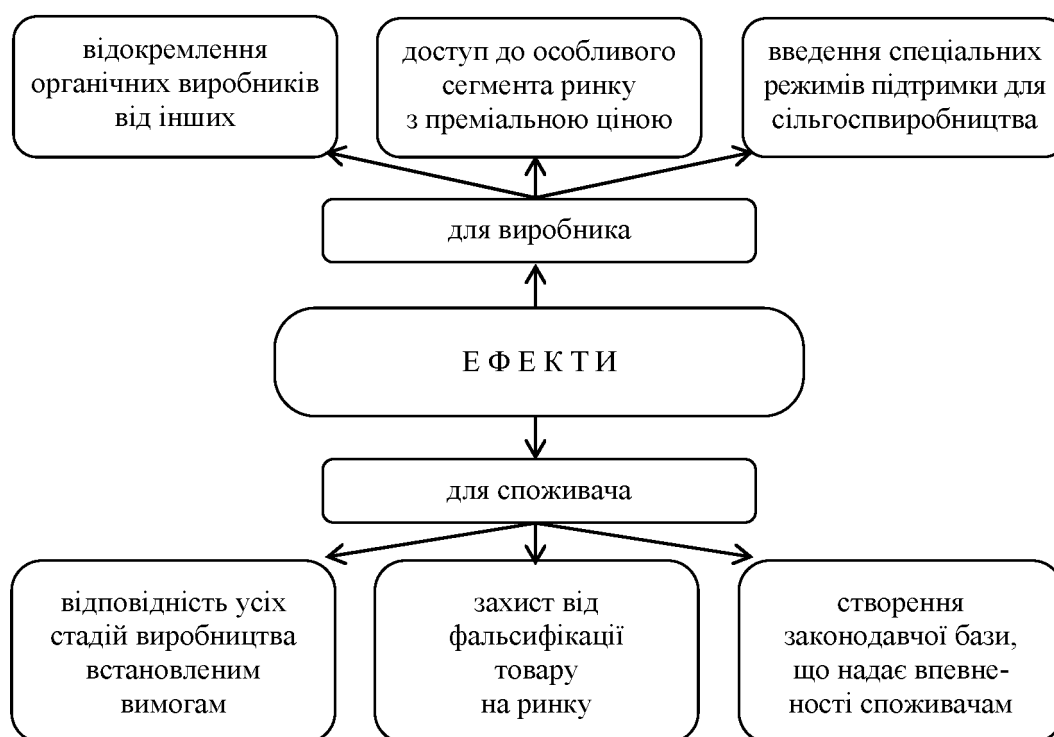 відокремлення
органічних виробників
від інших
доступ до особливого
сегмента ринку
з преміальною ціною
введення спеціальних
режимів підтримки для
сільгоспвиробництва
для виробника
Е Ф Е К Т И
для споживача
відповідність усіх
стадій виробництва
встановленим
вимогам
захист від
фальсифікації
товару
на ринку
створення
законодавчої бази,
що надає впевне-
ності споживачам